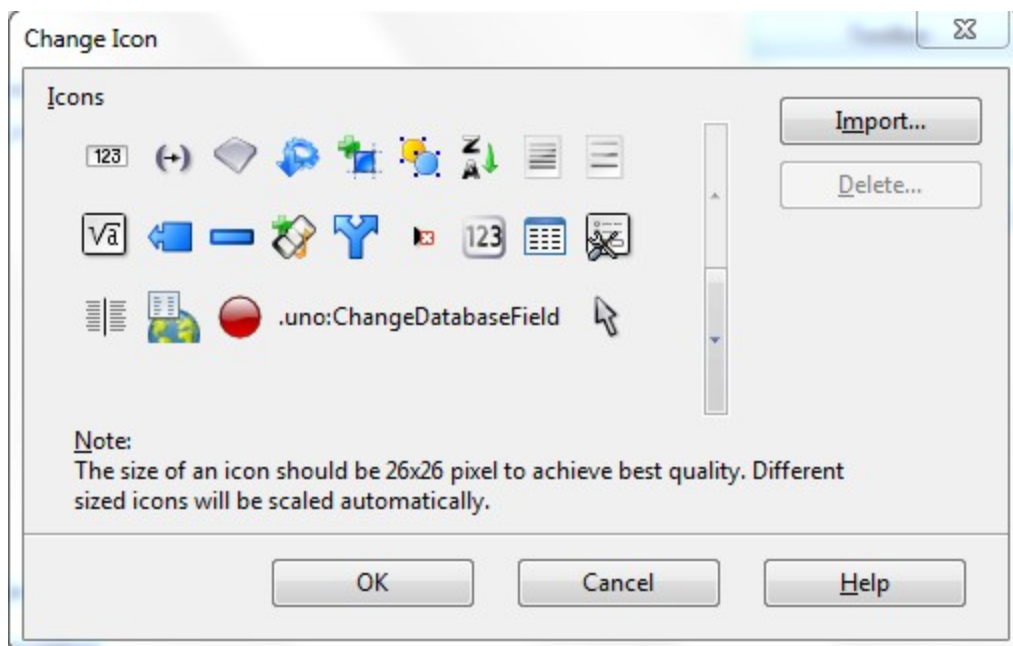 Change Icon
Icons
Import...
Delete...
123 (→) Z A
√a 123
.uno:ChangeDatabaseField
Note:
The size of an icon should be 26x26 pixel to achieve best quality. Different
sized icons will be scaled automatically.
OK Cancel Help